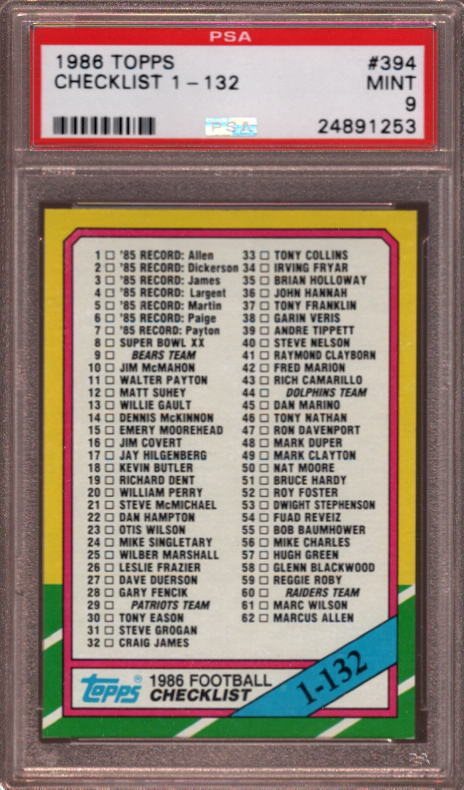 PSA
1986 TOPPS #394
CHECKLIST 1 - 132 MINT
9
PSA 24891253
1 □ '85 RECORD: Allen
2 □ '85 RECORD: Dickerson
3 □ '85 RECORD: James
4 □ '85 RECORD: Largent
5 □ '85 RECORD: Martin
6 □ '85 RECORD: Paige
7 □ '85 RECORD: Payton
8 □ SUPER BOWL XX
9 □ BEARS TEAM
10 □ JIM McMAHON
11 □ WALTER PAYTON
12 □ MATT SUHEY
13 □ WILLIE GAULT
14 □ DENNIS McKINNON
15 □ EMERY MOOREHEAD
16 □ JIM COVERT
17 □ JAY HILGENBERG
18 □ KEVIN BUTLER
19 □ RICHARD DENT
20 □ WILLIAM PERRY
21 □ STEVE McMICHAEL
22 □ DAN HAMPTON
23 □ OTIS WILSON
24 □ MIKE SINGLETARY
25 □ WILBER MARSHALL
26 □ LESLIE FRAZIER
27 □ DAVE DUERSON
28 □ GARY FENCIK
29 □ PATRIOTS TEAM
30 □ TONY EASON
31 □ STEVE GROGAN
32 □ CRAIG JAMES
33 □ TONY COLLINS
34 □ IRVING FRYAR
35 □ BRIAN HOLLOWAY
36 □ JOHN HANNAH
37 □ TONY FRANKLIN
38 □ GARIN VERIS
39 □ ANDRE TIPPETT
40 □ STEVE NELSON
41 □ RAYMOND CLAYBORN
42 □ FRED MARION
43 □ RICH CAMARILLO
44 □ DOLPHINS TEAM
45 □ DAN MARINO
46 □ TONY NATHAN
47 □ RON DAVENPORT
48 □ MARK DUPER
49 □ MARK CLAYTON
50 □ NAT MOORE
51 □ BRUCE HARDY
52 □ ROY FOSTER
53 □ DWIGHT STEPHENSON
54 □ FUAD REVEIZ
55 □ BOB BAUMHOWER
56 □ MIKE CHARLES
57 □ HUGH GREEN
58 □ GLENN BLACKWOOD
59 □ REGGIE ROBY
60 □ RAIDERS TEAM
61 □ MARC WILSON
62 □ MARCUS ALLEN
topps® 1986 FOOTBALL
CHECKLIST
1-132